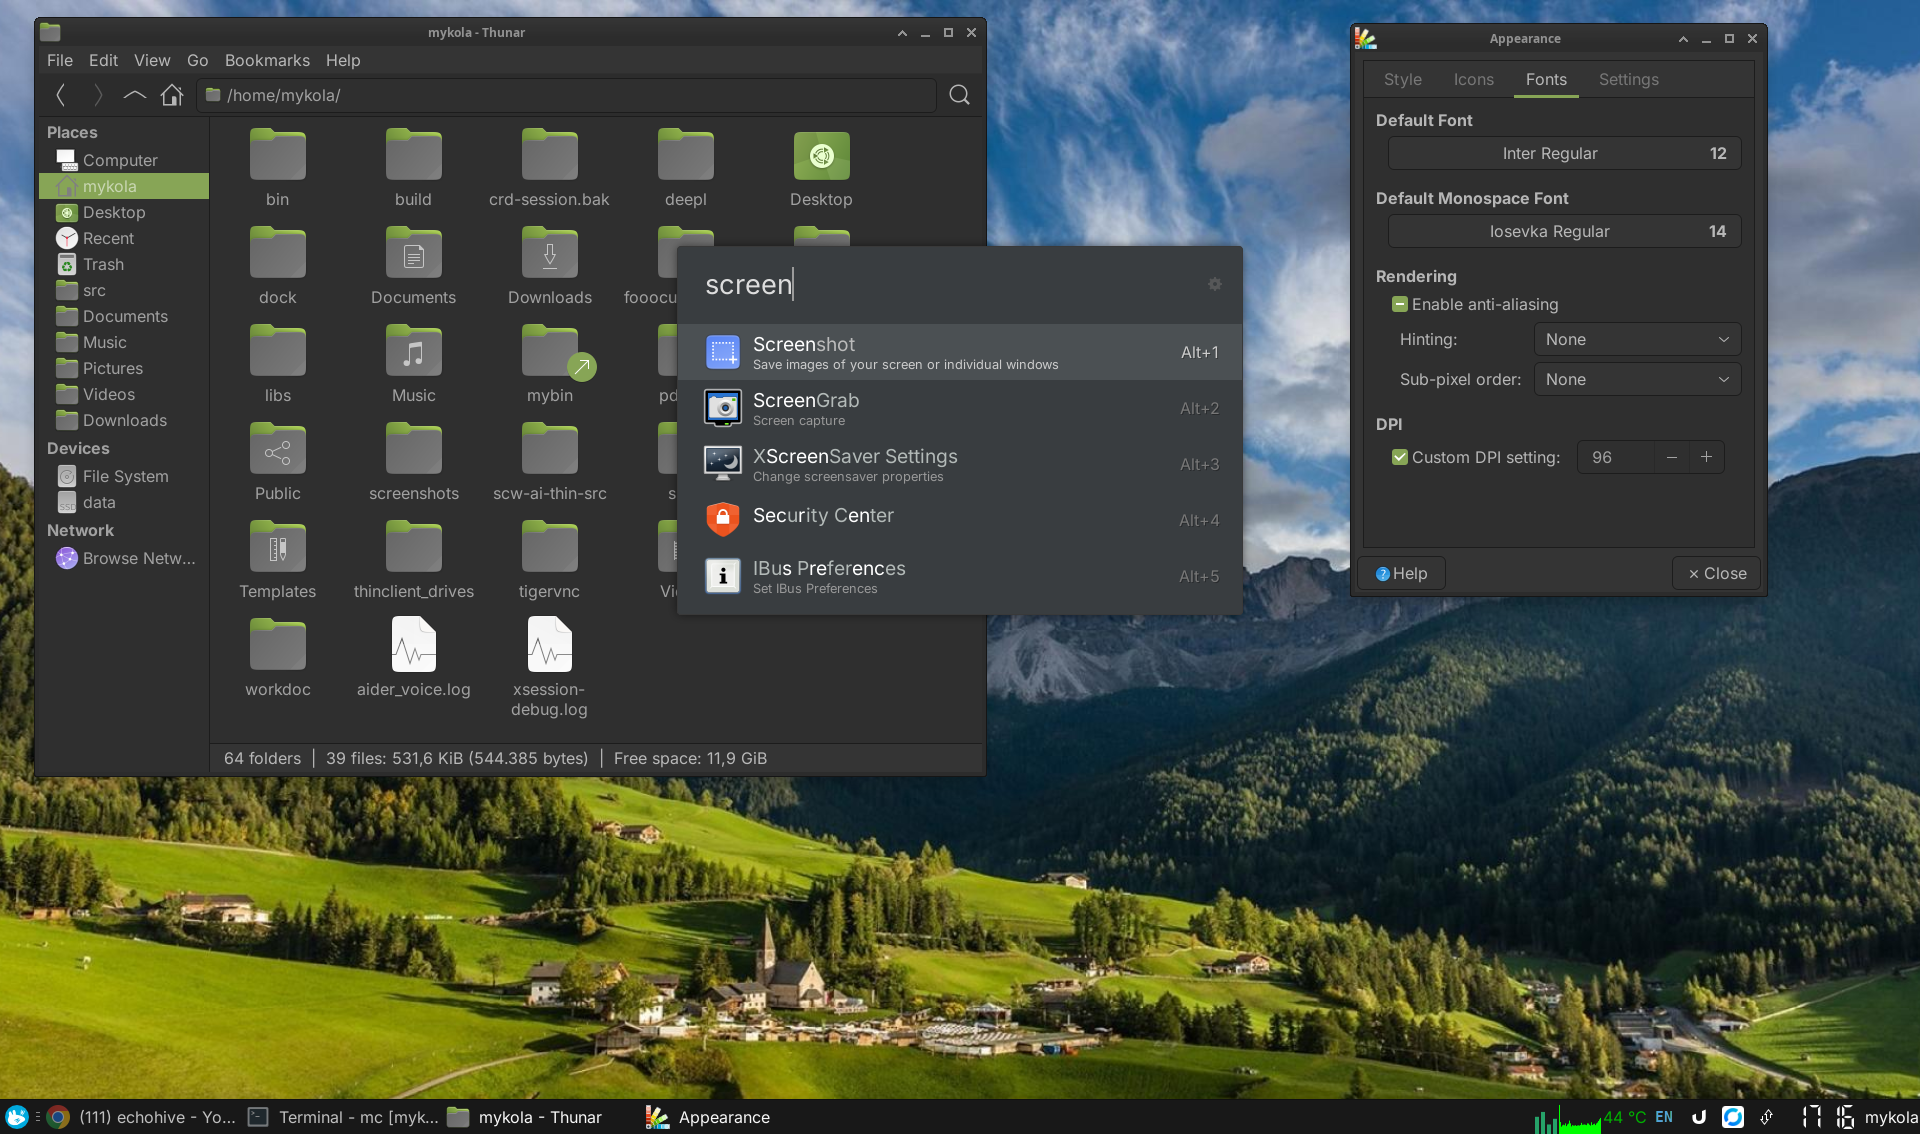 mykola - Thunar
File Edit View Go Bookmarks Help
/home/mykola/
Places
Computer
mykola
Desktop
Recent
Trash
src
Documents
Music
Pictures
Videos
Downloads
Devices
File System
data
Network
Browse Netw...
bin build crd-session.bak deepl Desktop
dock Documents Downloads fooocu
libs Music mybin pd
Public screenshots scw-ai-thin-src s
Templates thinclient_drives tigervnc Vi
workdoc aider_voice.log xsession-
debug.log
64 folders | 39 files: 531,6 KiB (544.385 bytes) | Free space: 11,9 GiB
screen
Screenshot
Save images of your screen or individual windows
Alt+1
ScreenGrab
Screen capture
Alt+2
XScreenSaver Settings
Change screensaver properties
Alt+3
Security Center
Alt+4
IBus Preferences
Set IBus Preferences
Alt+5
Appearance
Style Icons Fonts Settings
Default Font
Inter Regular 12
Default Monospace Font
Iosevka Regular 14
Rendering
Enable anti-aliasing
Hinting: None
Sub-pixel order: None
DPI
Custom DPI setting: 96 − +
Help Close
(111) echohive - Yo... Terminal - mc [myk... mykola - Thunar Appearance 44 °C EN 17 16 mykola